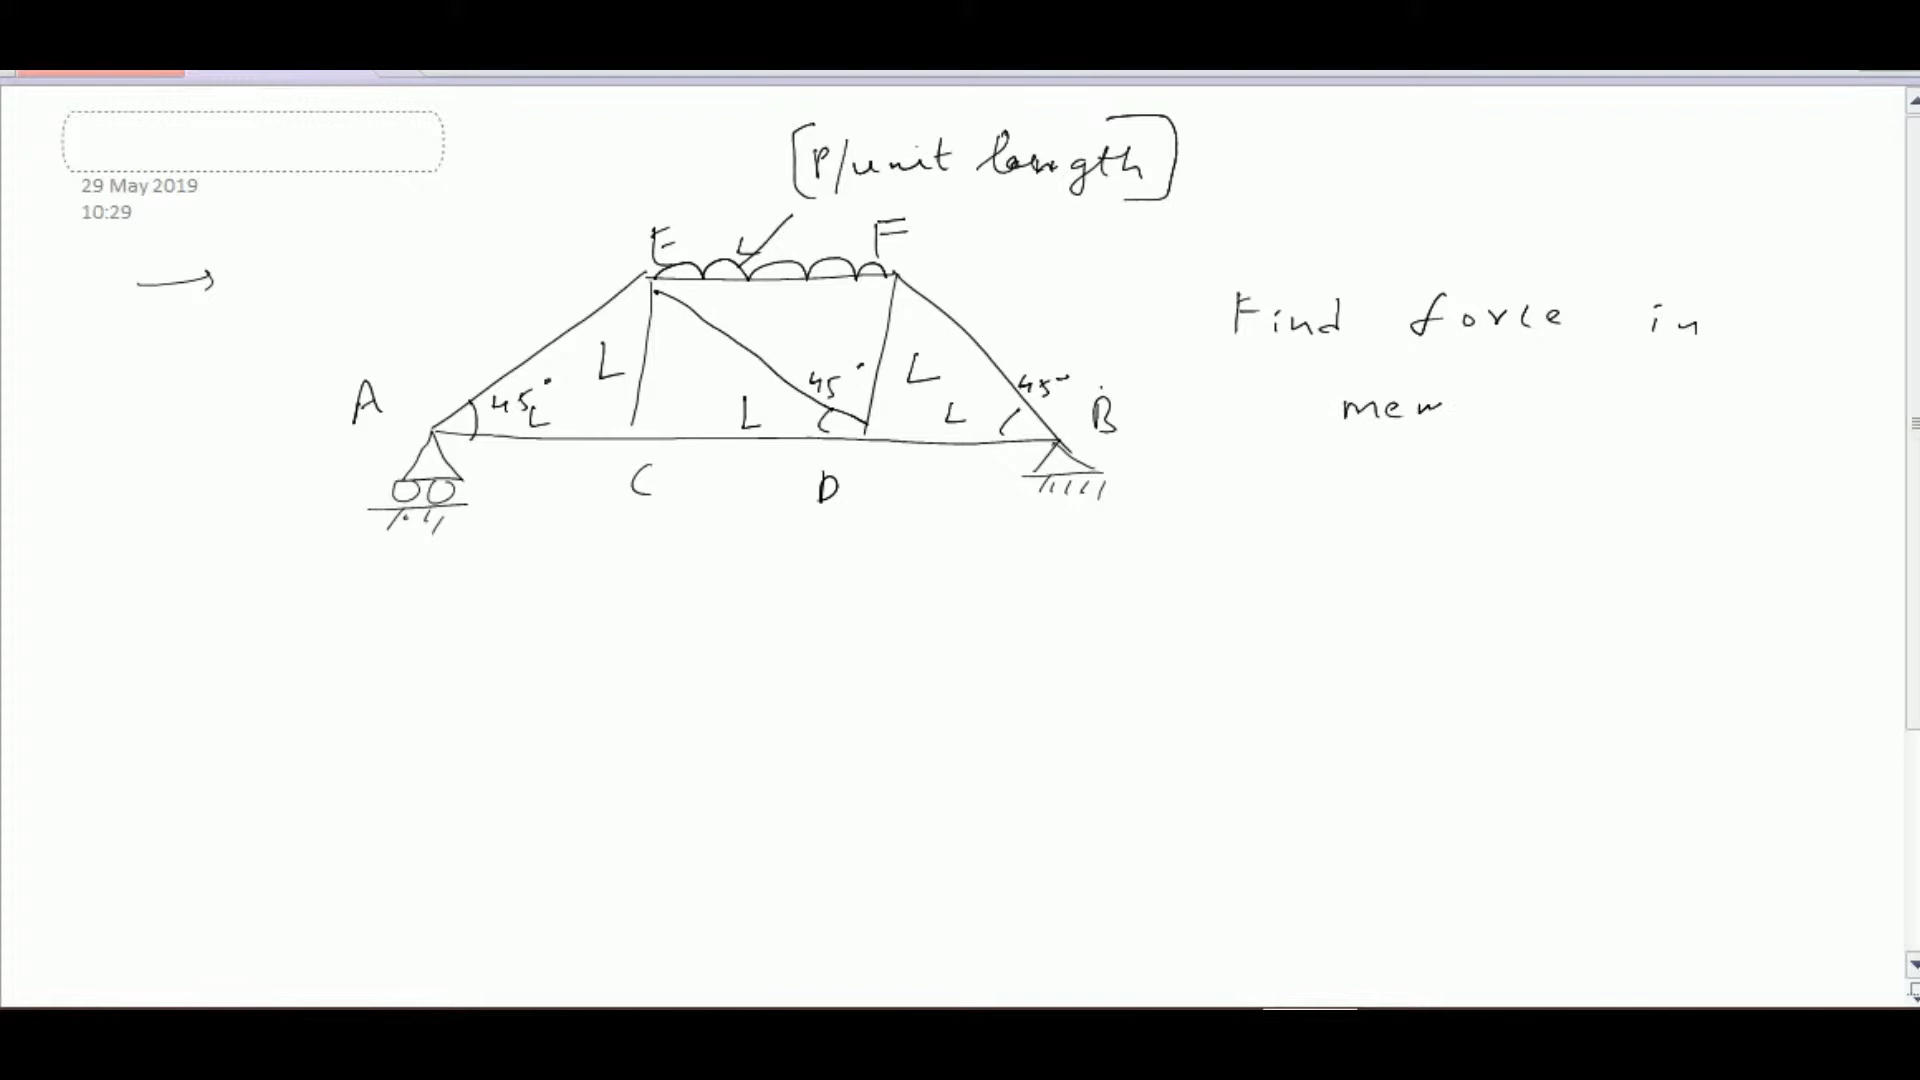 [P/unit length]
29 May 2019
10:29
E F
Find force in
L 45° L
A 45° L L L 45° B
mem
C D